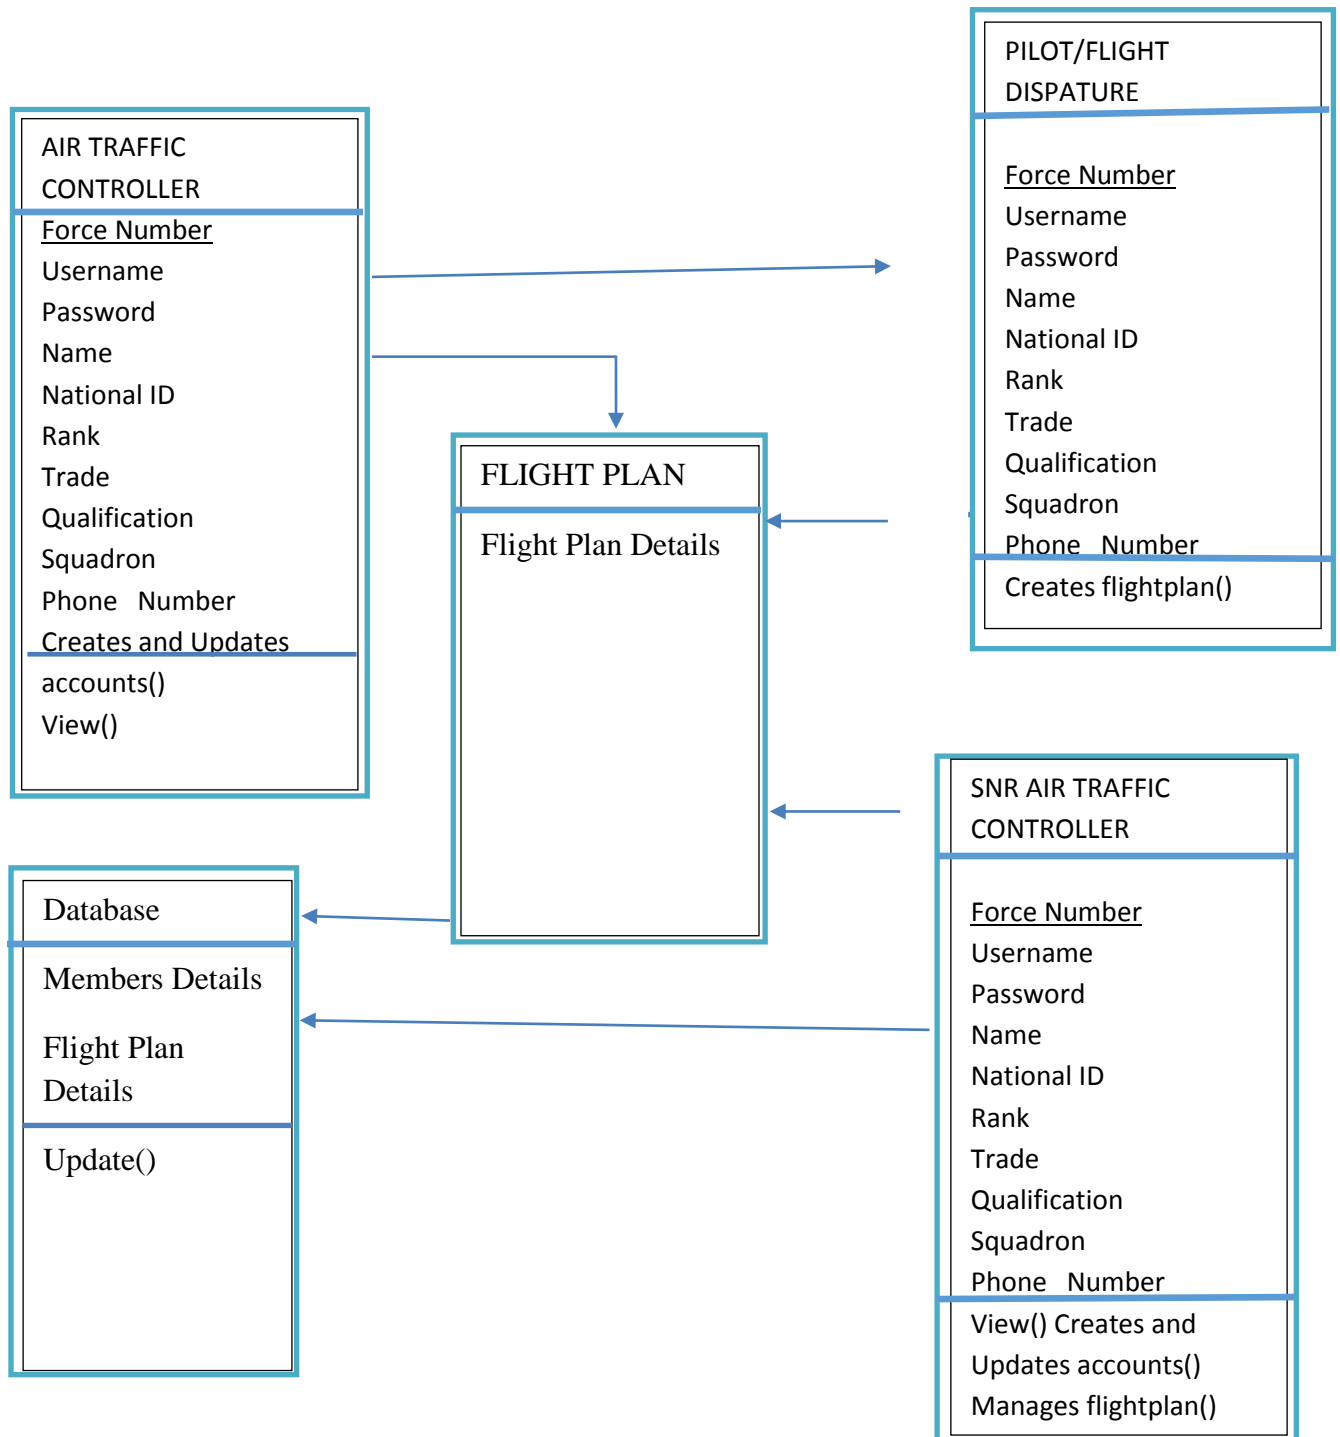 AIR TRAFFIC
CONTROLLER
Force Number
Username
Password
Name
National ID
Rank
Trade
Qualification
Squadron
Phone Number
Creates and Updates
accounts()
View()
PILOT/FLIGHT
DISPATURE
Force Number
Username
Password
Name
National ID
Rank
Trade
Qualification
Squadron
Phone Number
Creates flightplan()
FLIGHT PLAN
Flight Plan Details
Database
Members Details
Flight Plan
Details
Update()
SNR AIR TRAFFIC
CONTROLLER
Force Number
Username
Password
Name
National ID
Rank
Trade
Qualification
Squadron
Phone Number
View() Creates and
Updates accounts()
Manages flightplan()